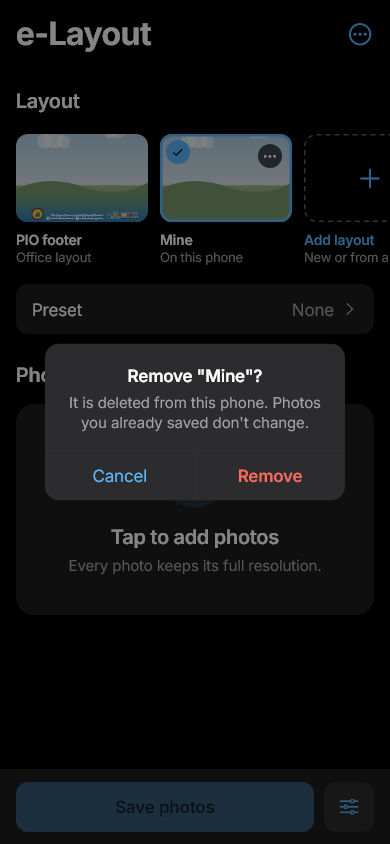 e-Layout
Layout
PIO footer
Office layout
Mine
On this phone
Add layout
New or from a
Preset
None
Pho
Remove "Mine"?
It is deleted from this phone. Photos
you already saved don't change.
Cancel
Remove
Tap to add photos
Every photo keeps its full resolution.
Save photos